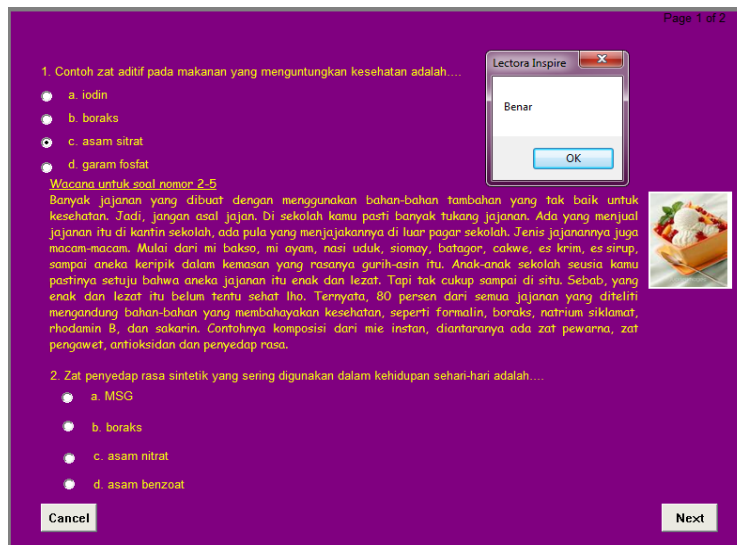 Page 1 of 2
1. Contoh zat aditif pada makanan yang menguntungkan kesehatan adalah....
a. iodin
b. boraks
c. asam sitrat
d. garam fosfat
Lectora Inspire
Benar
OK
Wacana untuk soal nomor 2-5
Banyak jajanan yang dibuat dengan menggunakan bahan-bahan tambahan yang tak baik untuk
kesehatan. Jadi, jangan asal jajan. Di sekolah kamu pasti banyak tukang jajanan. Ada yang menjual
jajanan itu di kantin sekolah, ada pula yang menjajakannya di luar pagar sekolah. Jenis jajanannya juga
macam-macam. Mulai dari mi bakso, mi ayam, nasi uduk, siomay, batagor, cakwe, es krim, es sirup,
sampai aneka keripik dalam kemasan yang rasanya gurih-asin itu. Anak-anak sekolah seusia kamu
pastinya setuju bahwa aneka jajanan itu enak dan lezat. Tapi tak cukup sampai di situ. Sebab, yang
enak dan lezat itu belum tentu sehat lho. Ternyata, 80 persen dari semua jajanan yang diteliti
mengandung bahan-bahan yang membahayakan kesehatan, seperti formalin, boraks, natrium siklamat,
rhodamin B, dan sakarin. Contohnya komposisi dari mie instan, diantaranya ada zat pewarna, zat
pengawet, antioksidan dan penyedap rasa.
2. Zat penyedap rasa sintetik yang sering digunakan dalam kehidupan sehari-hari adalah....
a. MSG
b. boraks
c. asam nitrat
d. asam benzoat
Cancel
Next